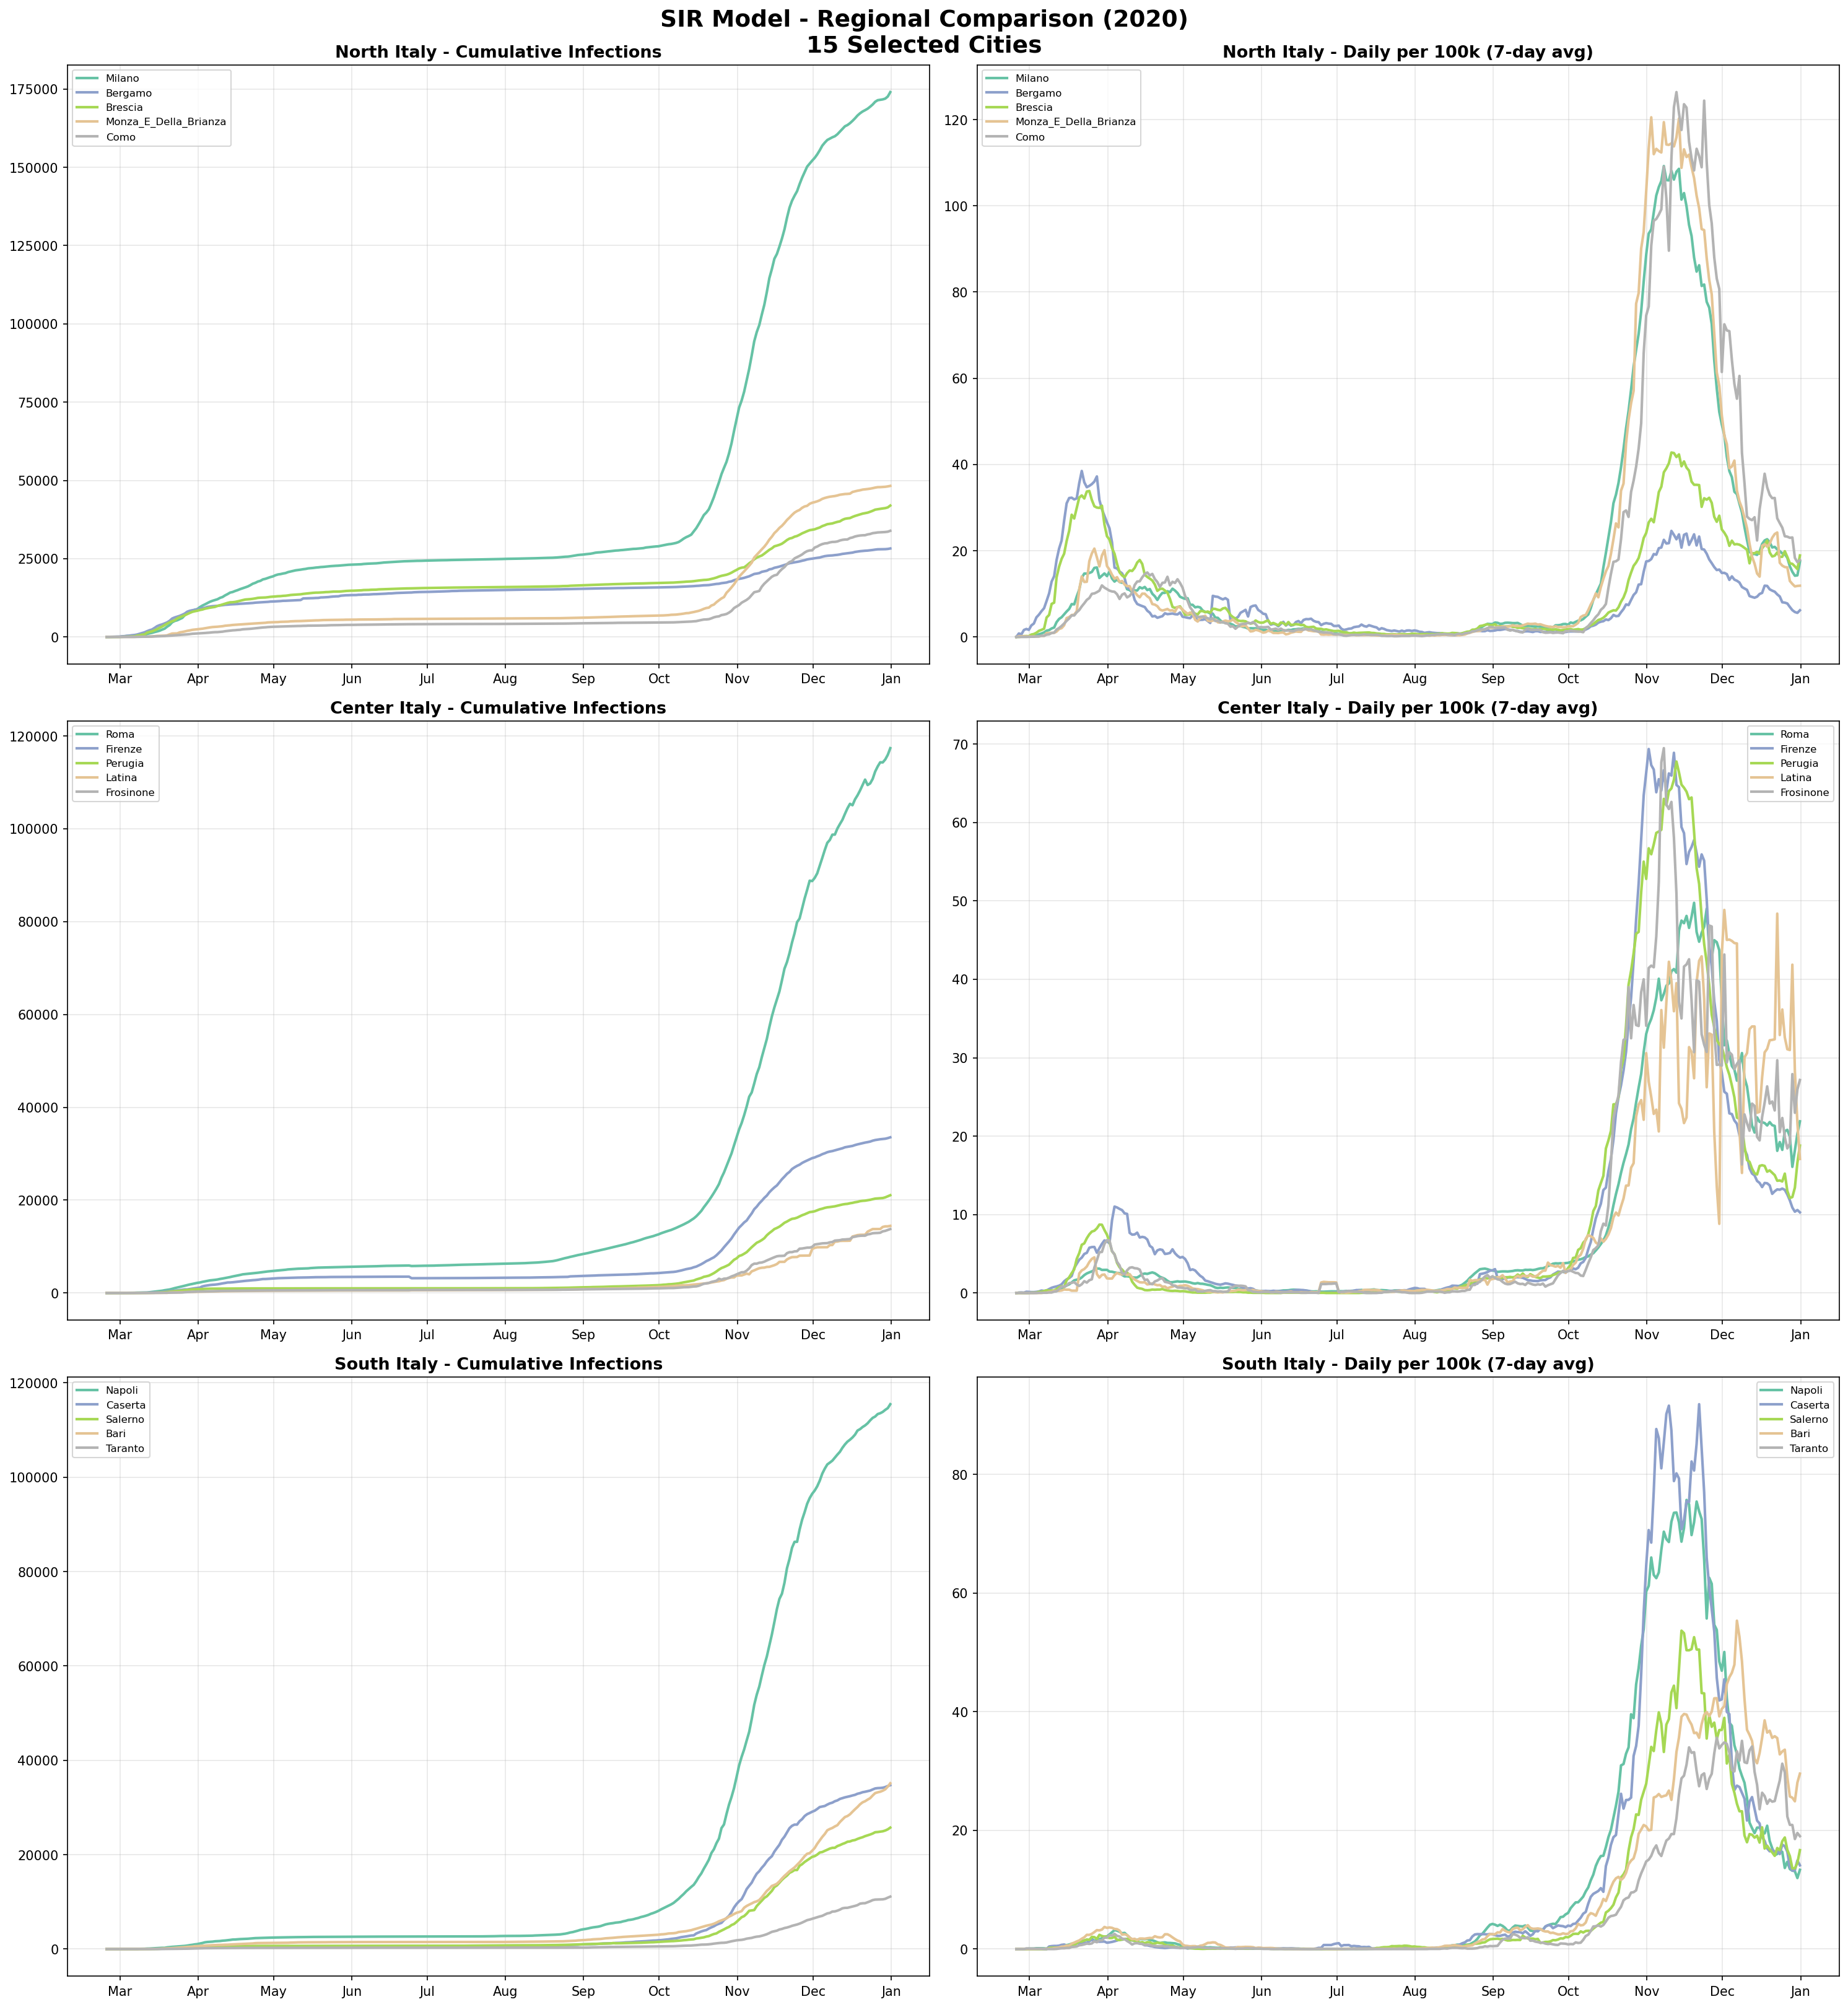 SIR Model - Regional Comparison (2020)
15 Selected Cities
North Italy - Cumulative Infections
Milano
Bergamo
Brescia
Monza_E_Della_Brianza
Como
175000
150000
125000
100000
75000
50000
25000
0
Mar Apr May Jun Jul Aug Sep Oct Nov Dec Jan
North Italy - Daily per 100k (7-day avg)
Milano
Bergamo
Brescia
Monza_E_Della_Brianza
Como
120
100
80
60
40
20
0
Mar Apr May Jun Jul Aug Sep Oct Nov Dec Jan
Center Italy - Cumulative Infections
Roma
Firenze
Perugia
Latina
Frosinone
120000
100000
80000
60000
40000
20000
0
Mar Apr May Jun Jul Aug Sep Oct Nov Dec Jan
Center Italy - Daily per 100k (7-day avg)
Roma
Firenze
Perugia
Latina
Frosinone
70
60
50
40
30
20
10
0
Mar Apr May Jun Jul Aug Sep Oct Nov Dec Jan
South Italy - Cumulative Infections
Napoli
Caserta
Salerno
Bari
Taranto
120000
100000
80000
60000
40000
20000
0
Mar Apr May Jun Jul Aug Sep Oct Nov Dec Jan
South Italy - Daily per 100k (7-day avg)
Napoli
Caserta
Salerno
Bari
Taranto
80
60
40
20
0
Mar Apr May Jun Jul Aug Sep Oct Nov Dec Jan